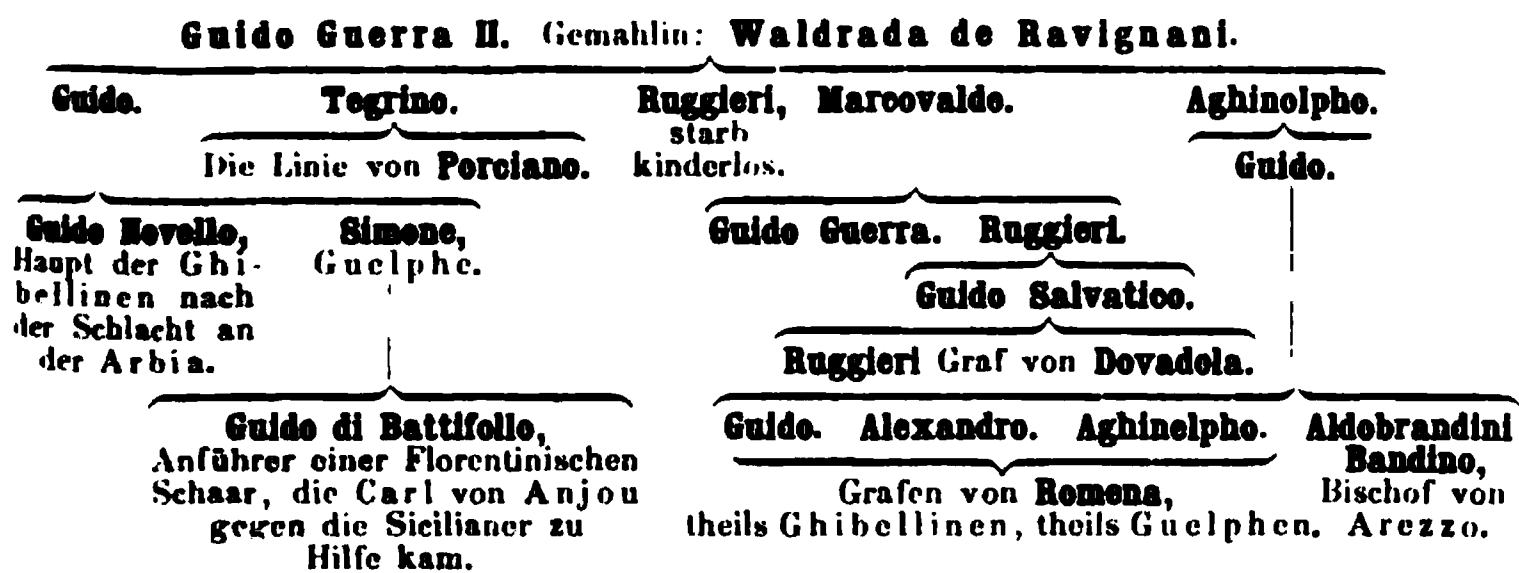 Guido Guerra II. Gemahlin: Waldrada de Ravignani.
Guido. Tegrino. Ruggieri, Marcovaldo. Aghinolpho.
starb
Die Linie von Porciano. kinderlos. Guido.
Guido Novello, Simone, Guido Guerra. Ruggieri.
Haupt der Ghi- Guelphe.
bellinen nach Guido Salvatico.
der Schlacht an
der Arbia. Ruggieri Graf von Dovadola.
Guido di Battifollo, Guido. Alexandro. Aghinelpho. Aldobrandini
Anführer einer Florentinischen Bandino,
Schaar, die Carl von Anjou Grafen von Romena, Bischof von
gegen die Sicilianer zu theils Ghibellinen, theils Guelphen. Arezzo.
Hilfe kam.